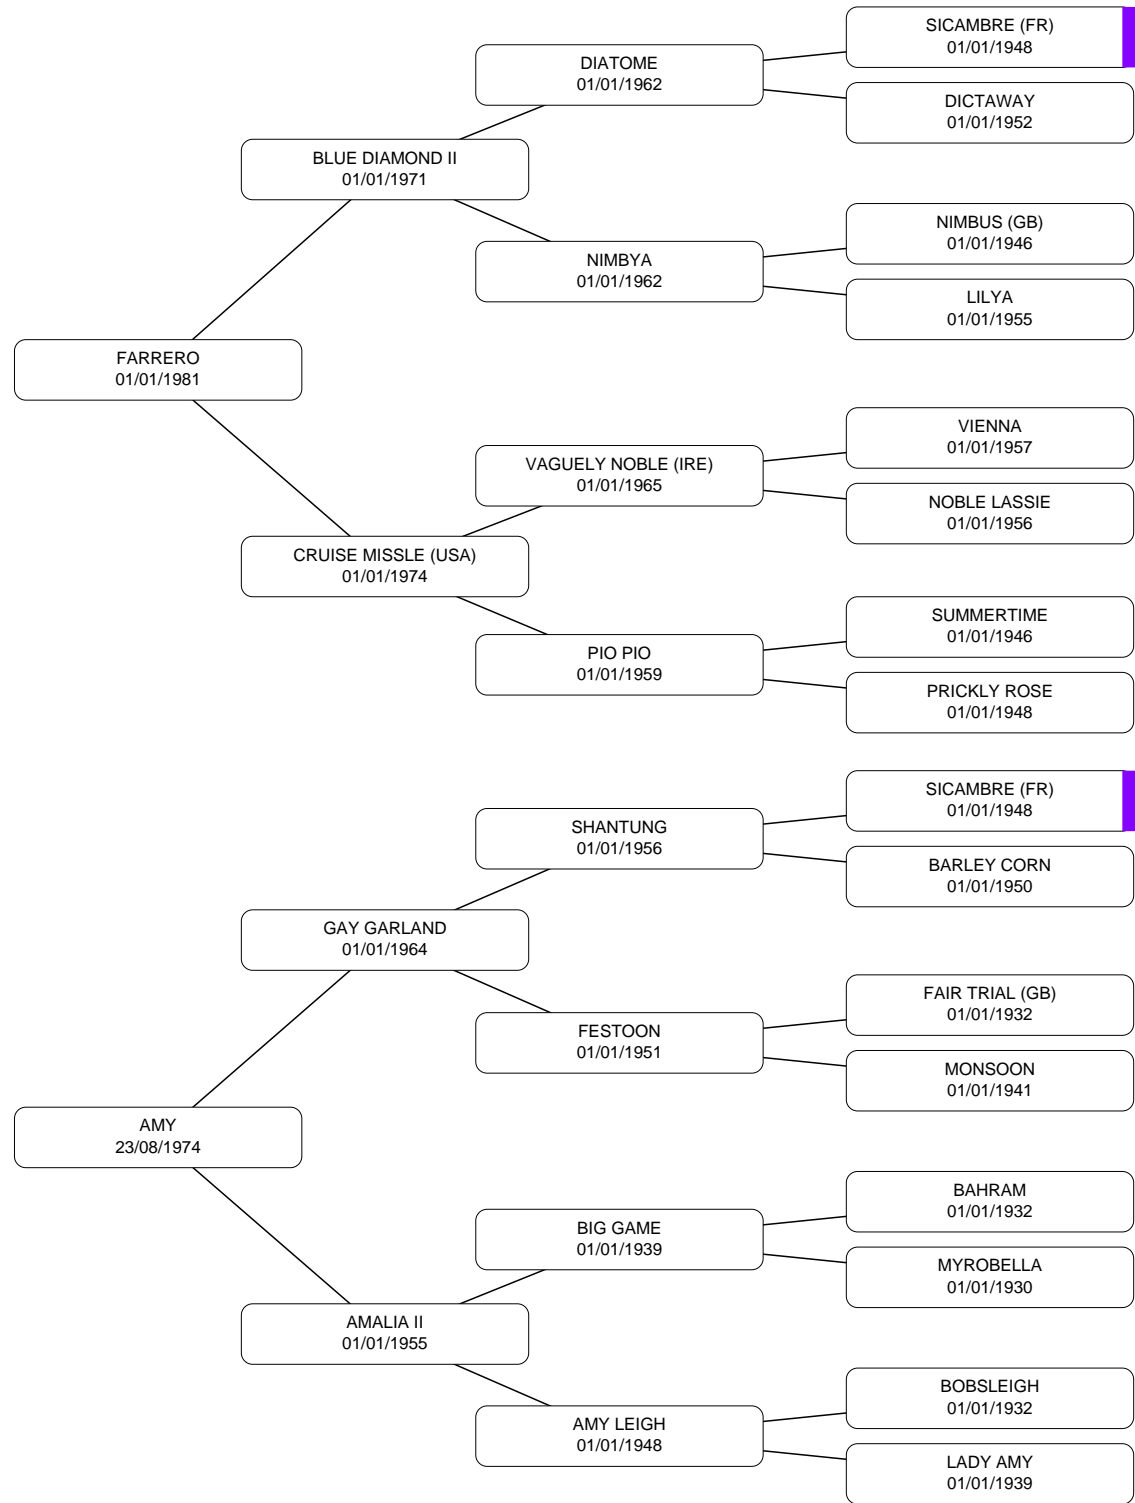 SICAMBRE (FR)
01/01/1948
DIATOME
01/01/1962
DICTAWAY
01/01/1952
BLUE DIAMOND II
01/01/1971
NIMBUS (GB)
01/01/1946
NIMBYA
01/01/1962
LILYA
01/01/1955
FARRERO
01/01/1981
VIENNA
01/01/1957
VAGUELY NOBLE (IRE)
01/01/1965
NOBLE LASSIE
01/01/1956
CRUISE MISSLE (USA)
01/01/1974
SUMMERTIME
01/01/1946
PIO PIO
01/01/1959
PRICKLY ROSE
01/01/1948
SICAMBRE (FR)
01/01/1948
SHANTUNG
01/01/1956
BARLEY CORN
01/01/1950
GAY GARLAND
01/01/1964
FAIR TRIAL (GB)
01/01/1932
FESTOON
01/01/1951
MONSOON
01/01/1941
AMY
23/08/1974
BAHRAM
01/01/1932
BIG GAME
01/01/1939
MYROBELLA
01/01/1930
AMALIA II
01/01/1955
BOBSLEIGH
01/01/1932
AMY LEIGH
01/01/1948
LADY AMY
01/01/1939